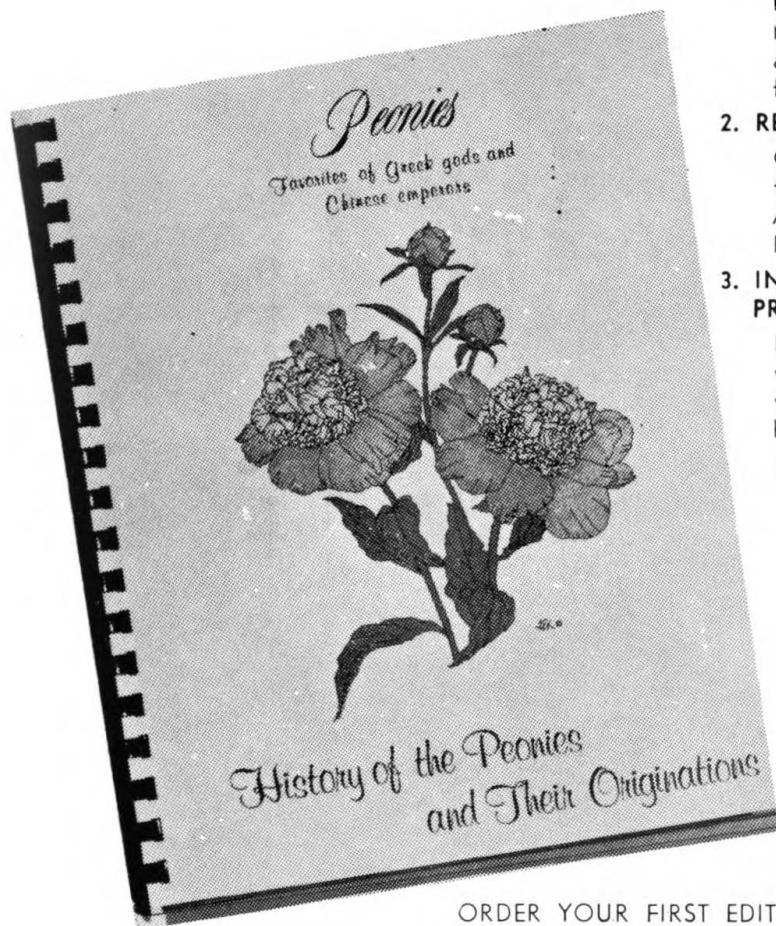 Peonies
Favorites of Greek gods and
Chinese emperors
History of the Peonies
and Their Originations
2. RE
3. IN
PR
ORDER YOUR FIRST EDIT